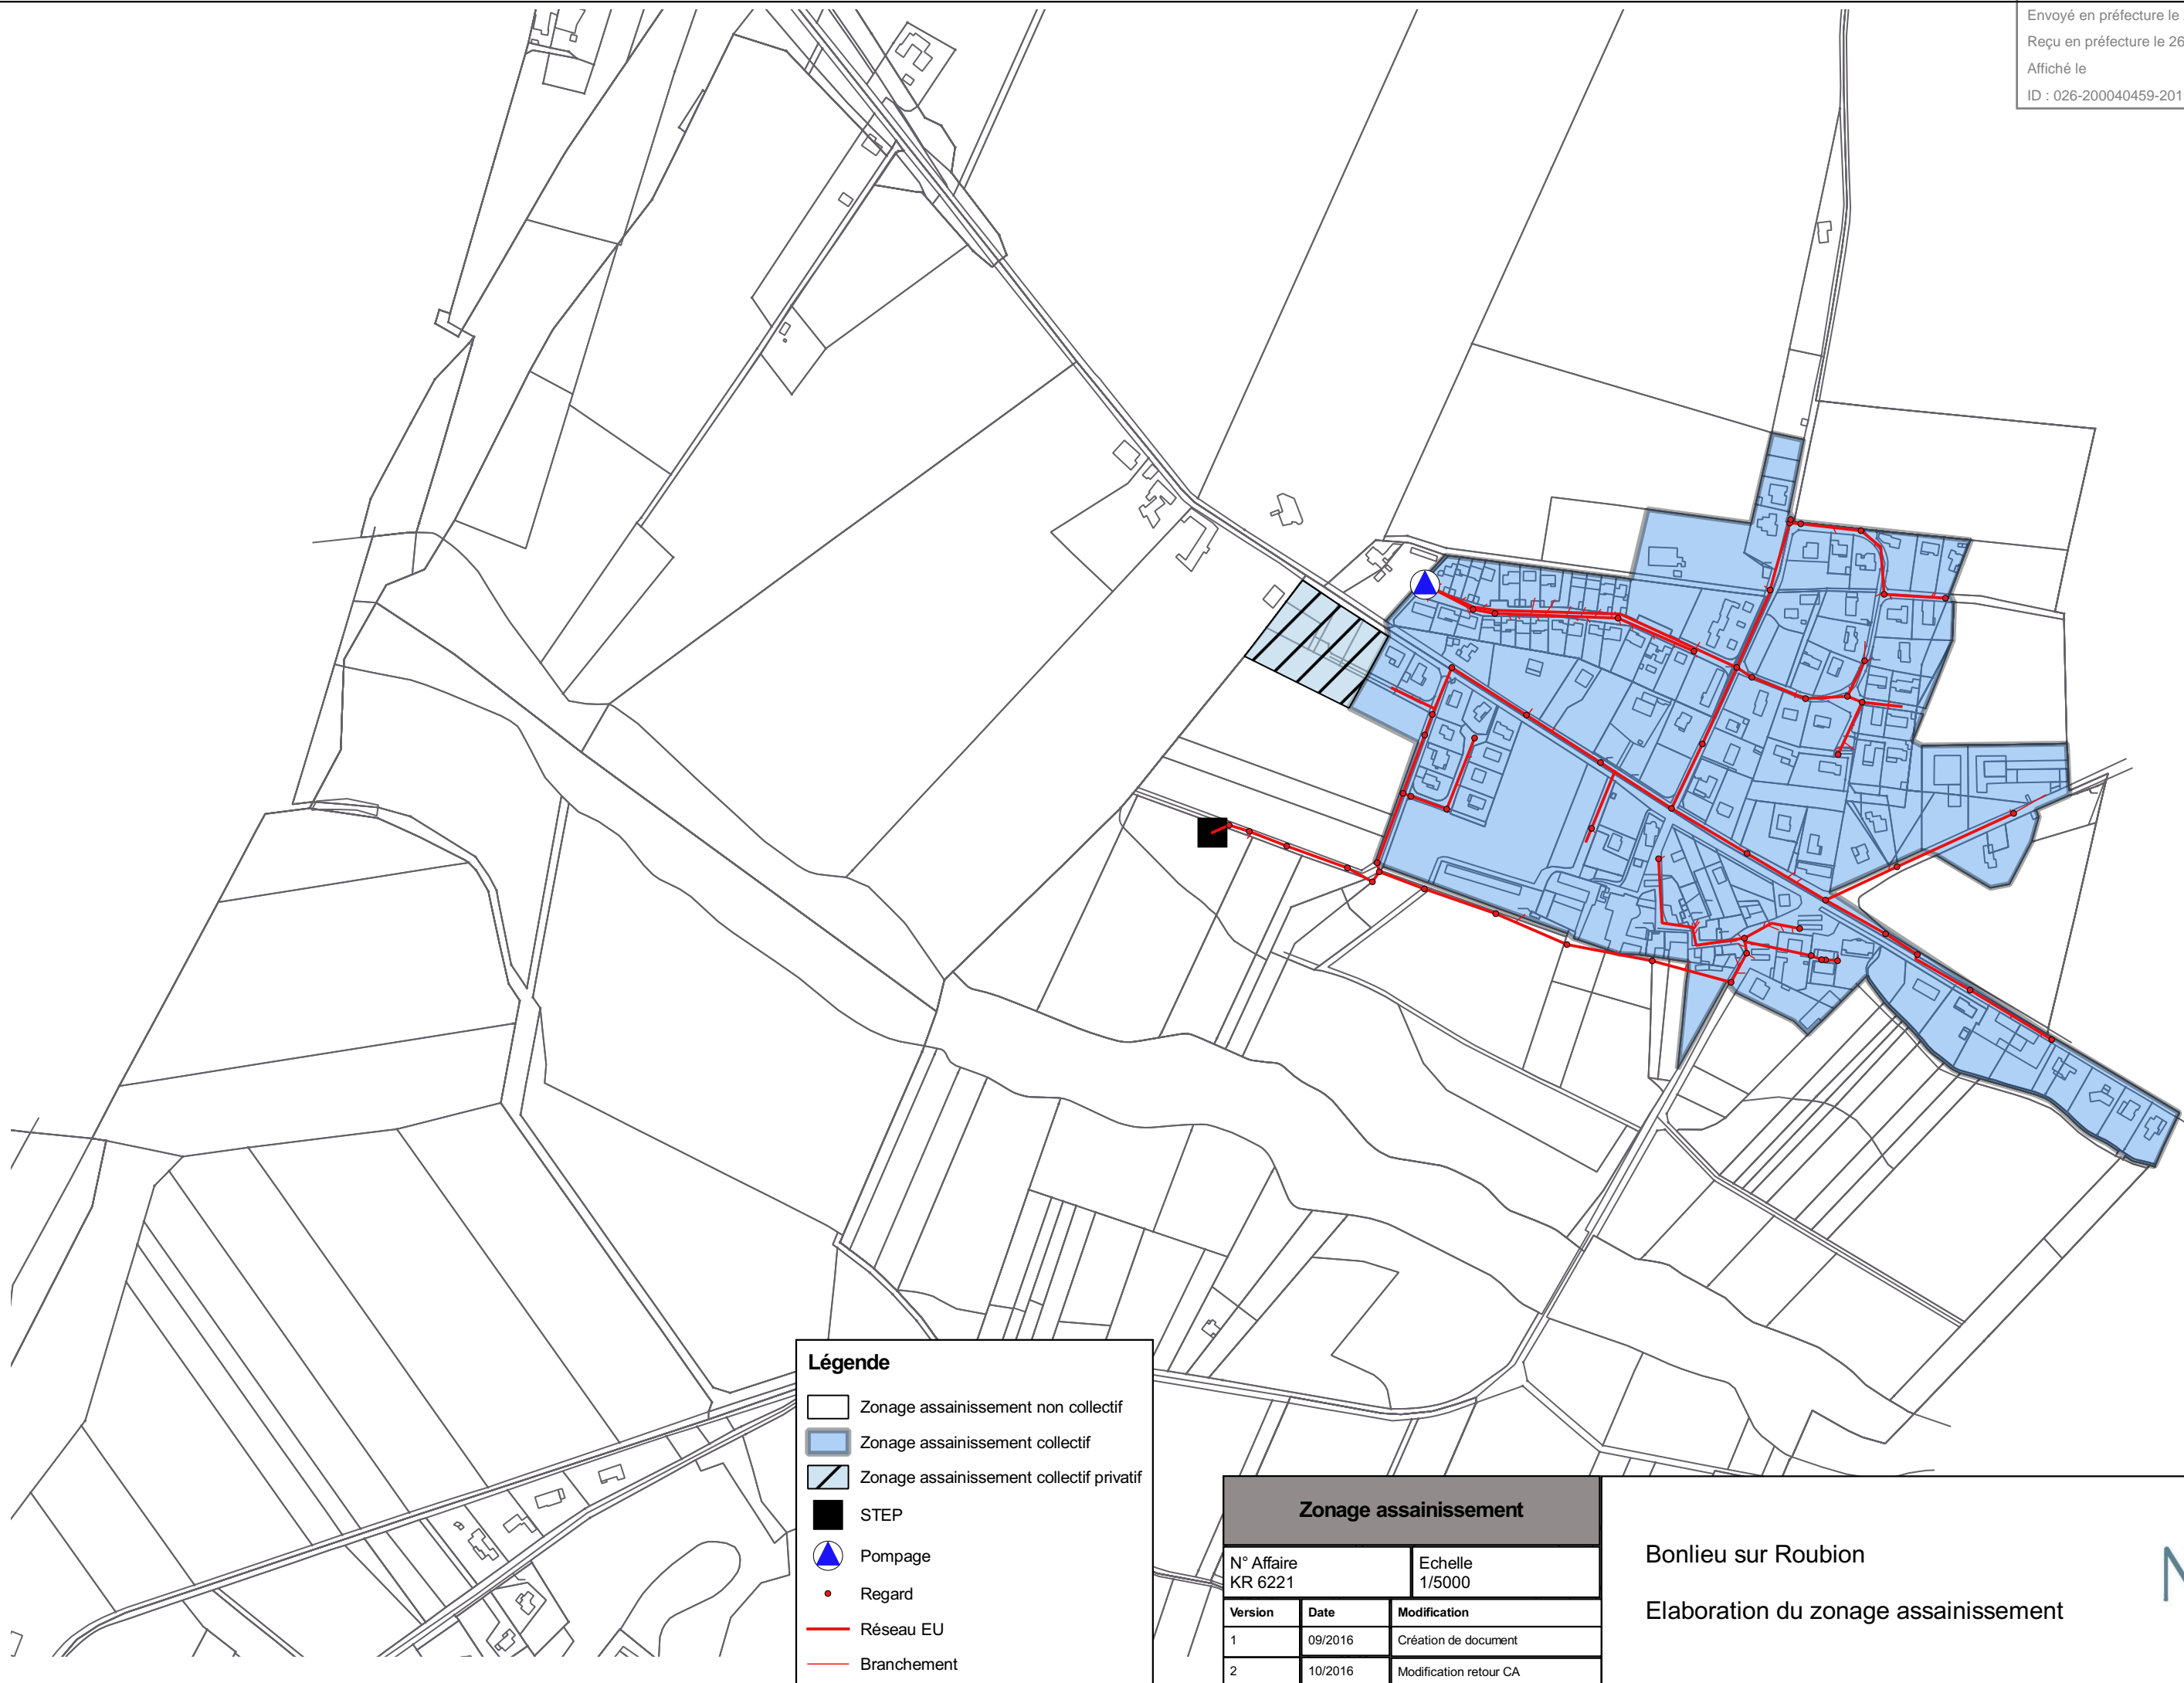 Envoyé en préfecture le
Reçu en préfecture le 26
Affiché le
ID : 026-200040459-201
Légende
Zonage assainissement non collectif
Zonage assainissement collectif
Zonage assainissement collectif privatif
STEP
Pompage
Regard
Réseau EU
Branchement
Zonage assainissement
N° Affaire
KR 6221
Echelle
1/5000
Version Date Modification
1 09/2016 Création de document
2 10/2016 Modification retour CA
Bonlieu sur Roubion
Elaboration du zonage assainissement